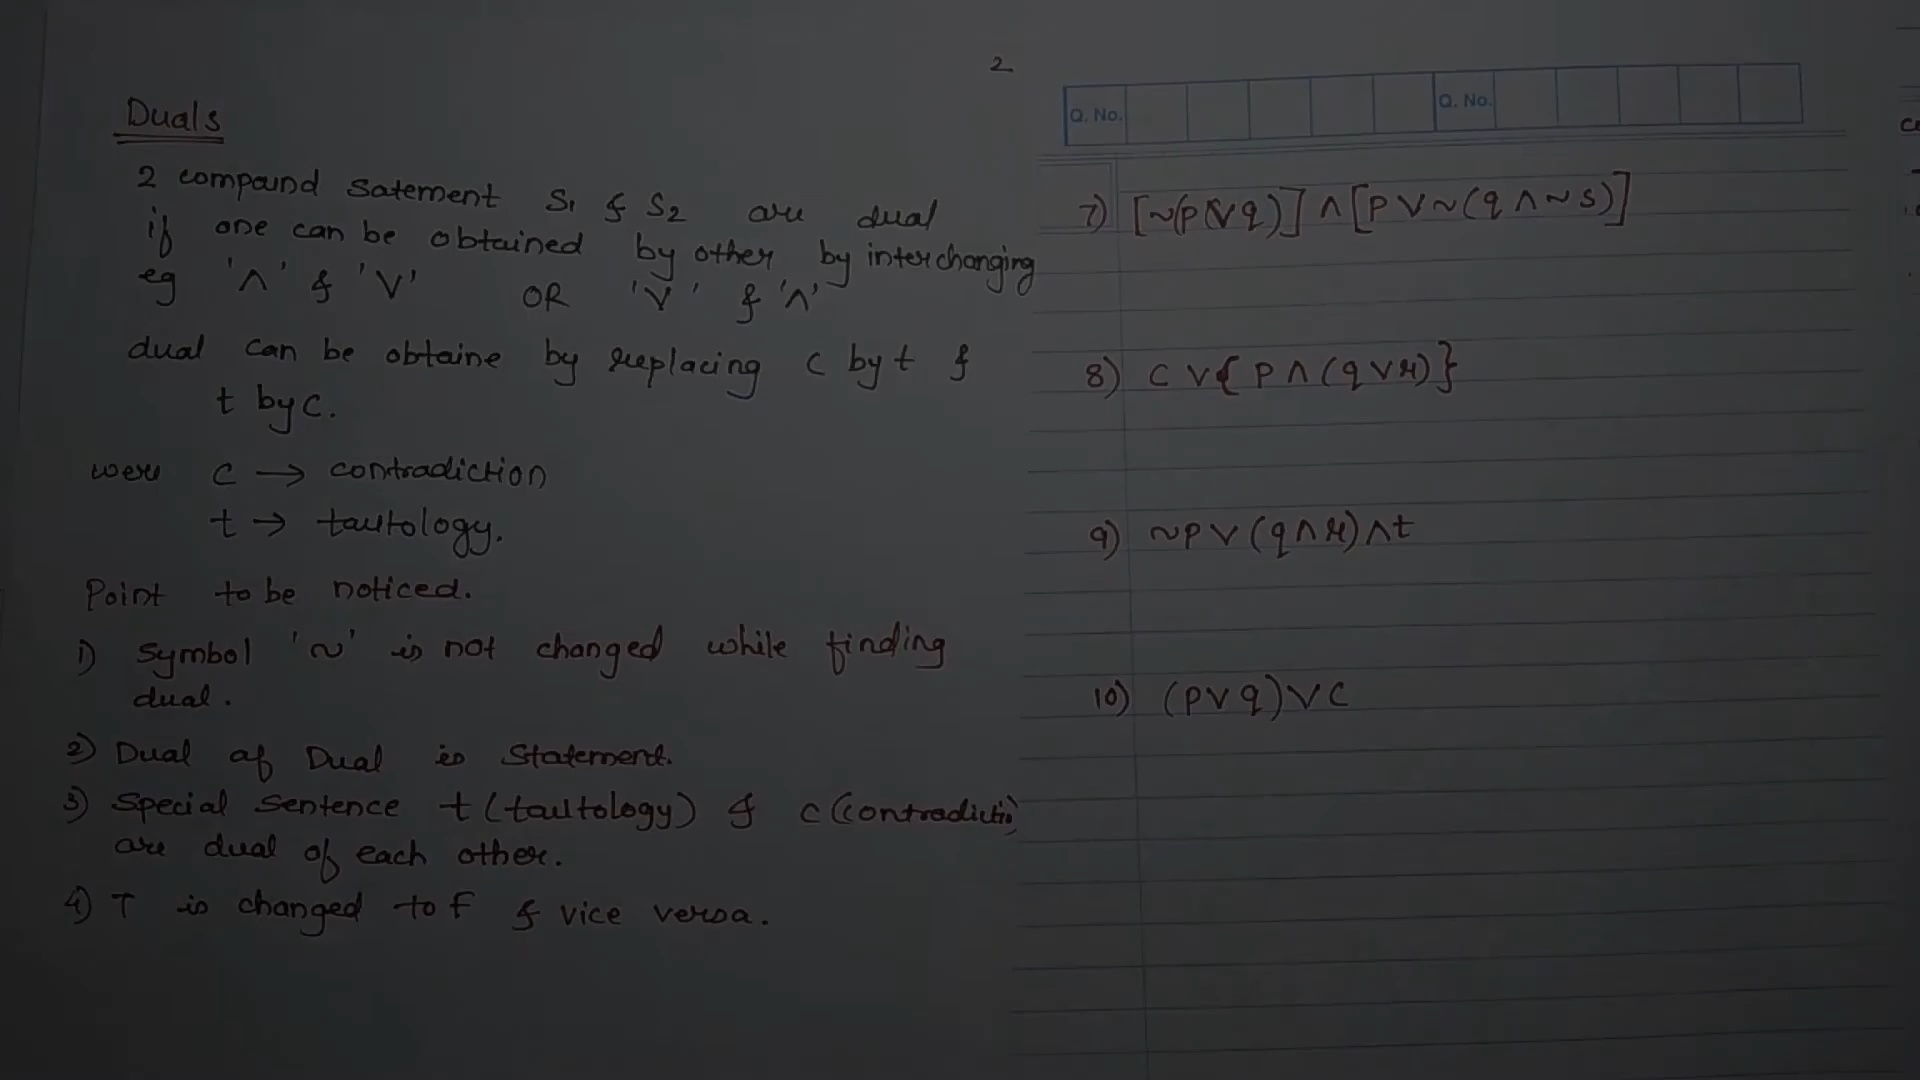 2
Duals
2 compound satement S1 & S2 are dual
if one can be obtained by other by interchanging
eg '∧' & '∨' OR '∨' & '∧'
dual can be obtaine by replacing c by t &
t by c.
were c → contradiction
t → tautology.
Point to be noticed.
1) Symbol '~' is not changed while finding
dual.
2) Dual of Dual is Statement.
3) Special Sentence t (tautology) & c (contradictio)
are dual of each other.
4) T is changed to F & vice versa.
Q. No. Q. No.
7) [~(p∨q)] ∧ [p∨~(q∧~s)]
8) c∨{p∧(q∨r)}
9) ~p∨(q∧r)∧t
10) (p∨q)∨c